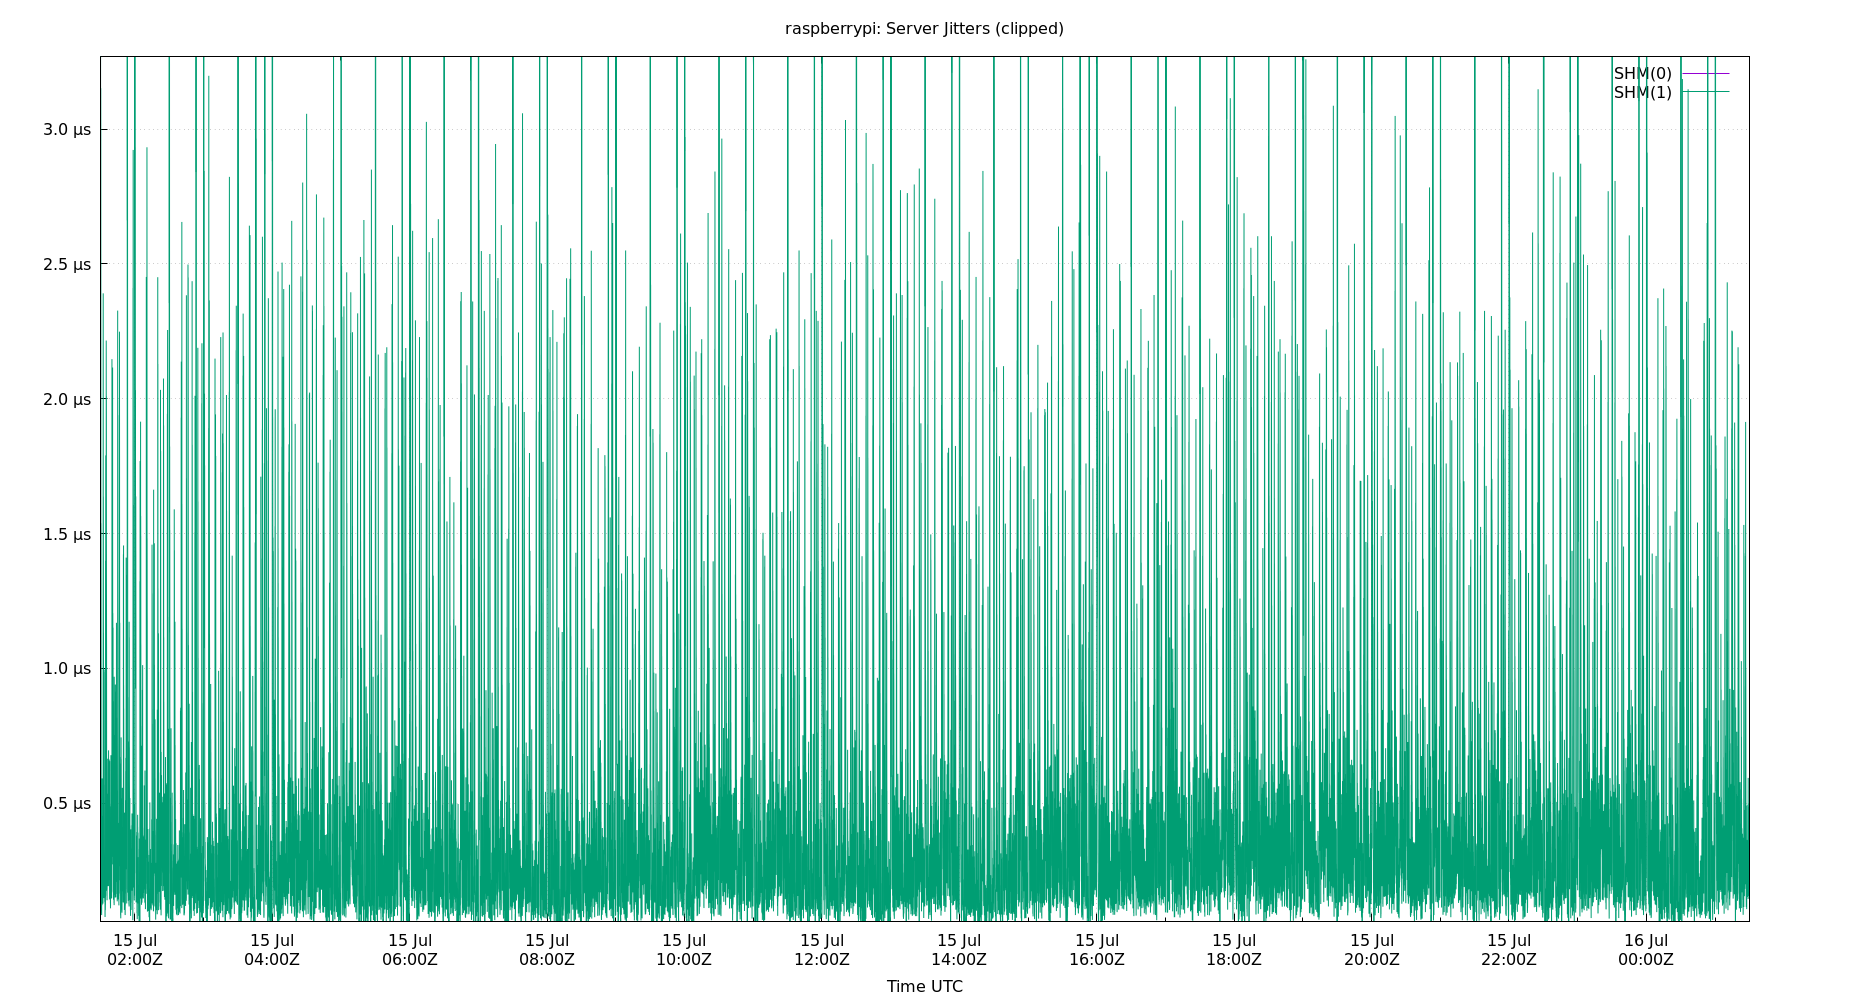 raspberrypi: Server Jitters (clipped)
SHM(0)
SHM(1)
3.0 μs
2.5 μs
2.0 μs
1.5 μs
1.0 μs
0.5 μs
15 Jul 15 Jul 15 Jul 15 Jul 15 Jul 15 Jul 15 Jul 15 Jul 15 Jul 15 Jul 15 Jul 16 Jul
02:00Z 04:00Z 06:00Z 08:00Z 10:00Z 12:00Z 14:00Z 16:00Z 18:00Z 20:00Z 22:00Z 00:00Z
Time UTC